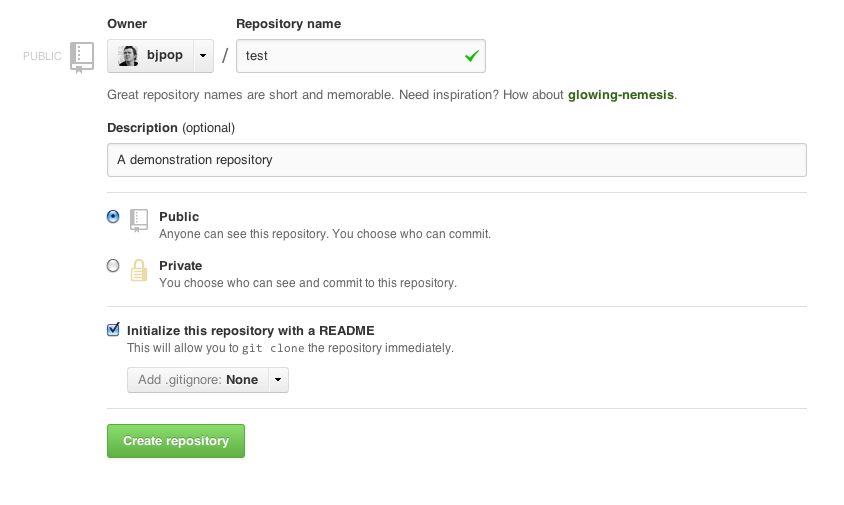 Owner Repository name
PUBLIC bjpop / test
Great repository names are short and memorable. Need inspiration? How about glowing-nemesis.
Description (optional)
A demonstration repository
Public
Anyone can see this repository. You choose who can commit.
Private
You choose who can see and commit to this repository.
Initialize this repository with a README
This will allow you to git clone the repository immediately.
Add .gitignore: None
Create repository